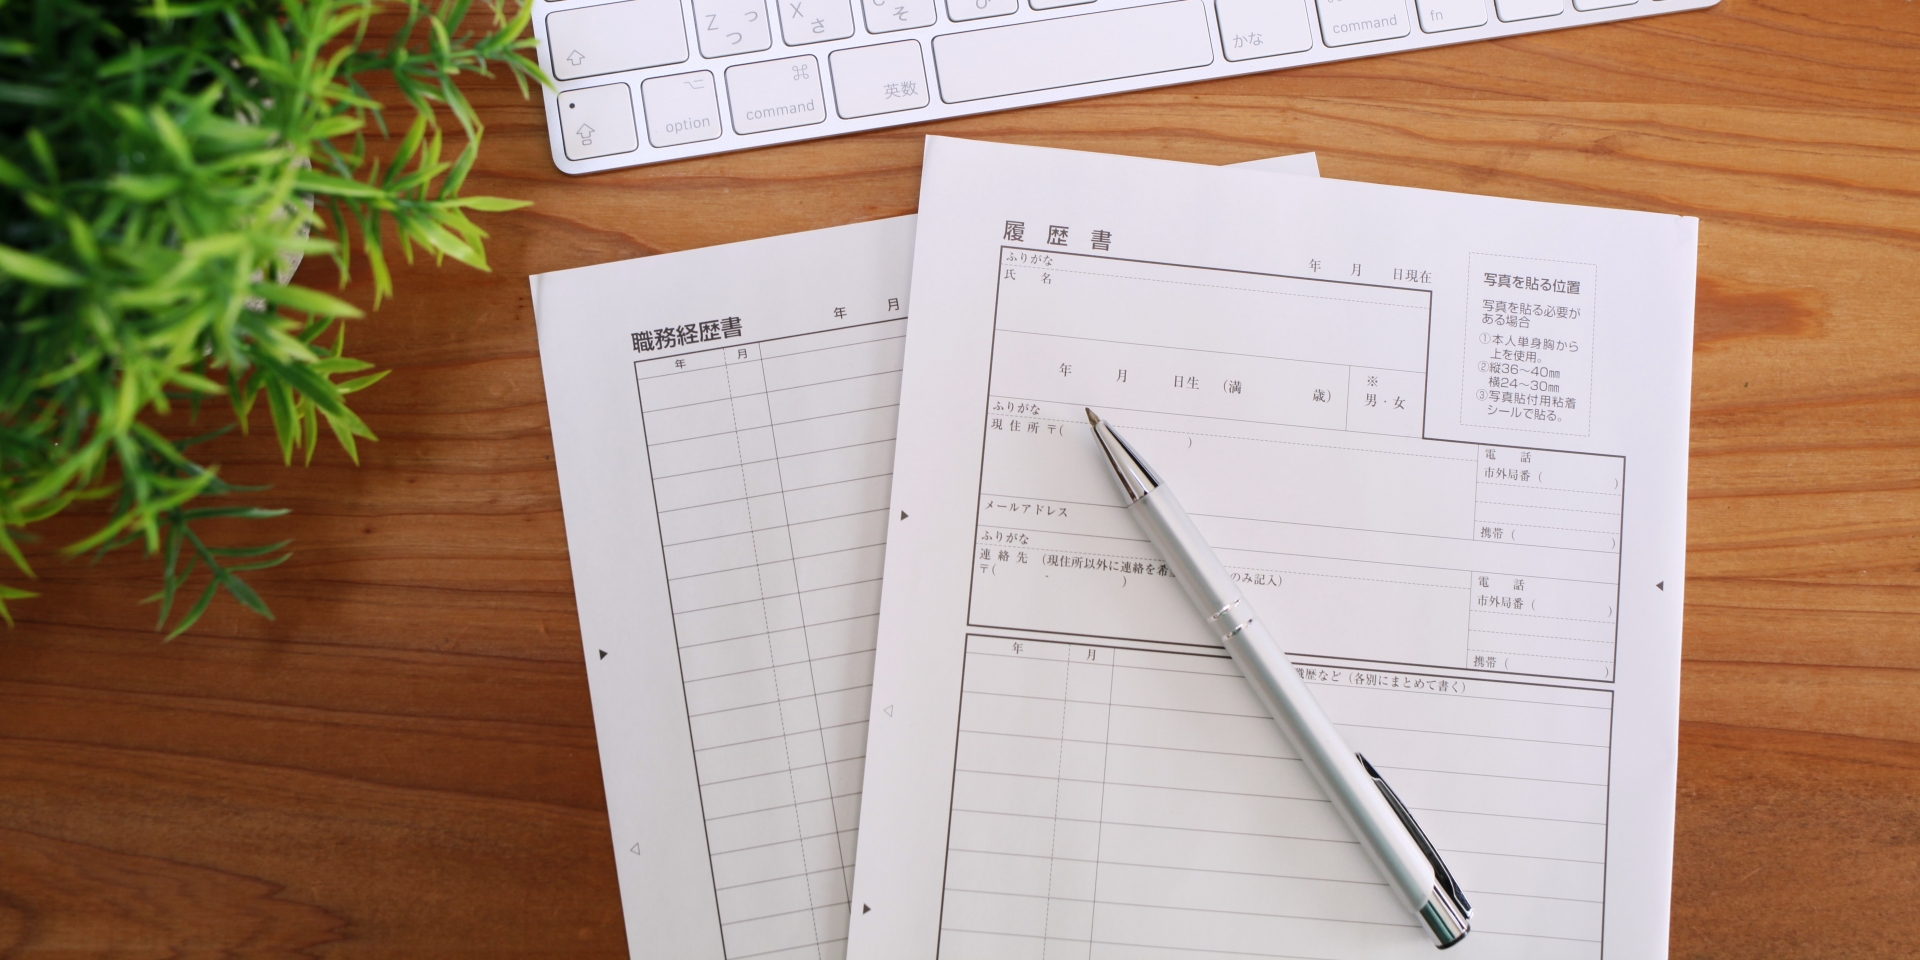 Z っ つ
X さ
C そ
option
⌘ command
英数
かな
command
fn
職務経歴書
年 月
年 月
履 歴 書
年 月 日現在
ふりがな
氏 名
年 月 日生 (満 歳)
※
男・女
写真を貼る位置
写真を貼る必要が
ある場合
①本人単身胸から
上を使用。
②縦36〜40㎜
横24〜30㎜
③写真貼付用粘着
シールで貼る。
ふりがな
現 住 所 〒( )
電 話
市外局番 ( )
携帯 ( )
メールアドレス
ふりがな
連 絡 先 (現住所以外に連絡を希 のみ記入)
〒( - )
電 話
市外局番 ( )
携帯 ( )
年 月 職歴など (各別にまとめて書く)